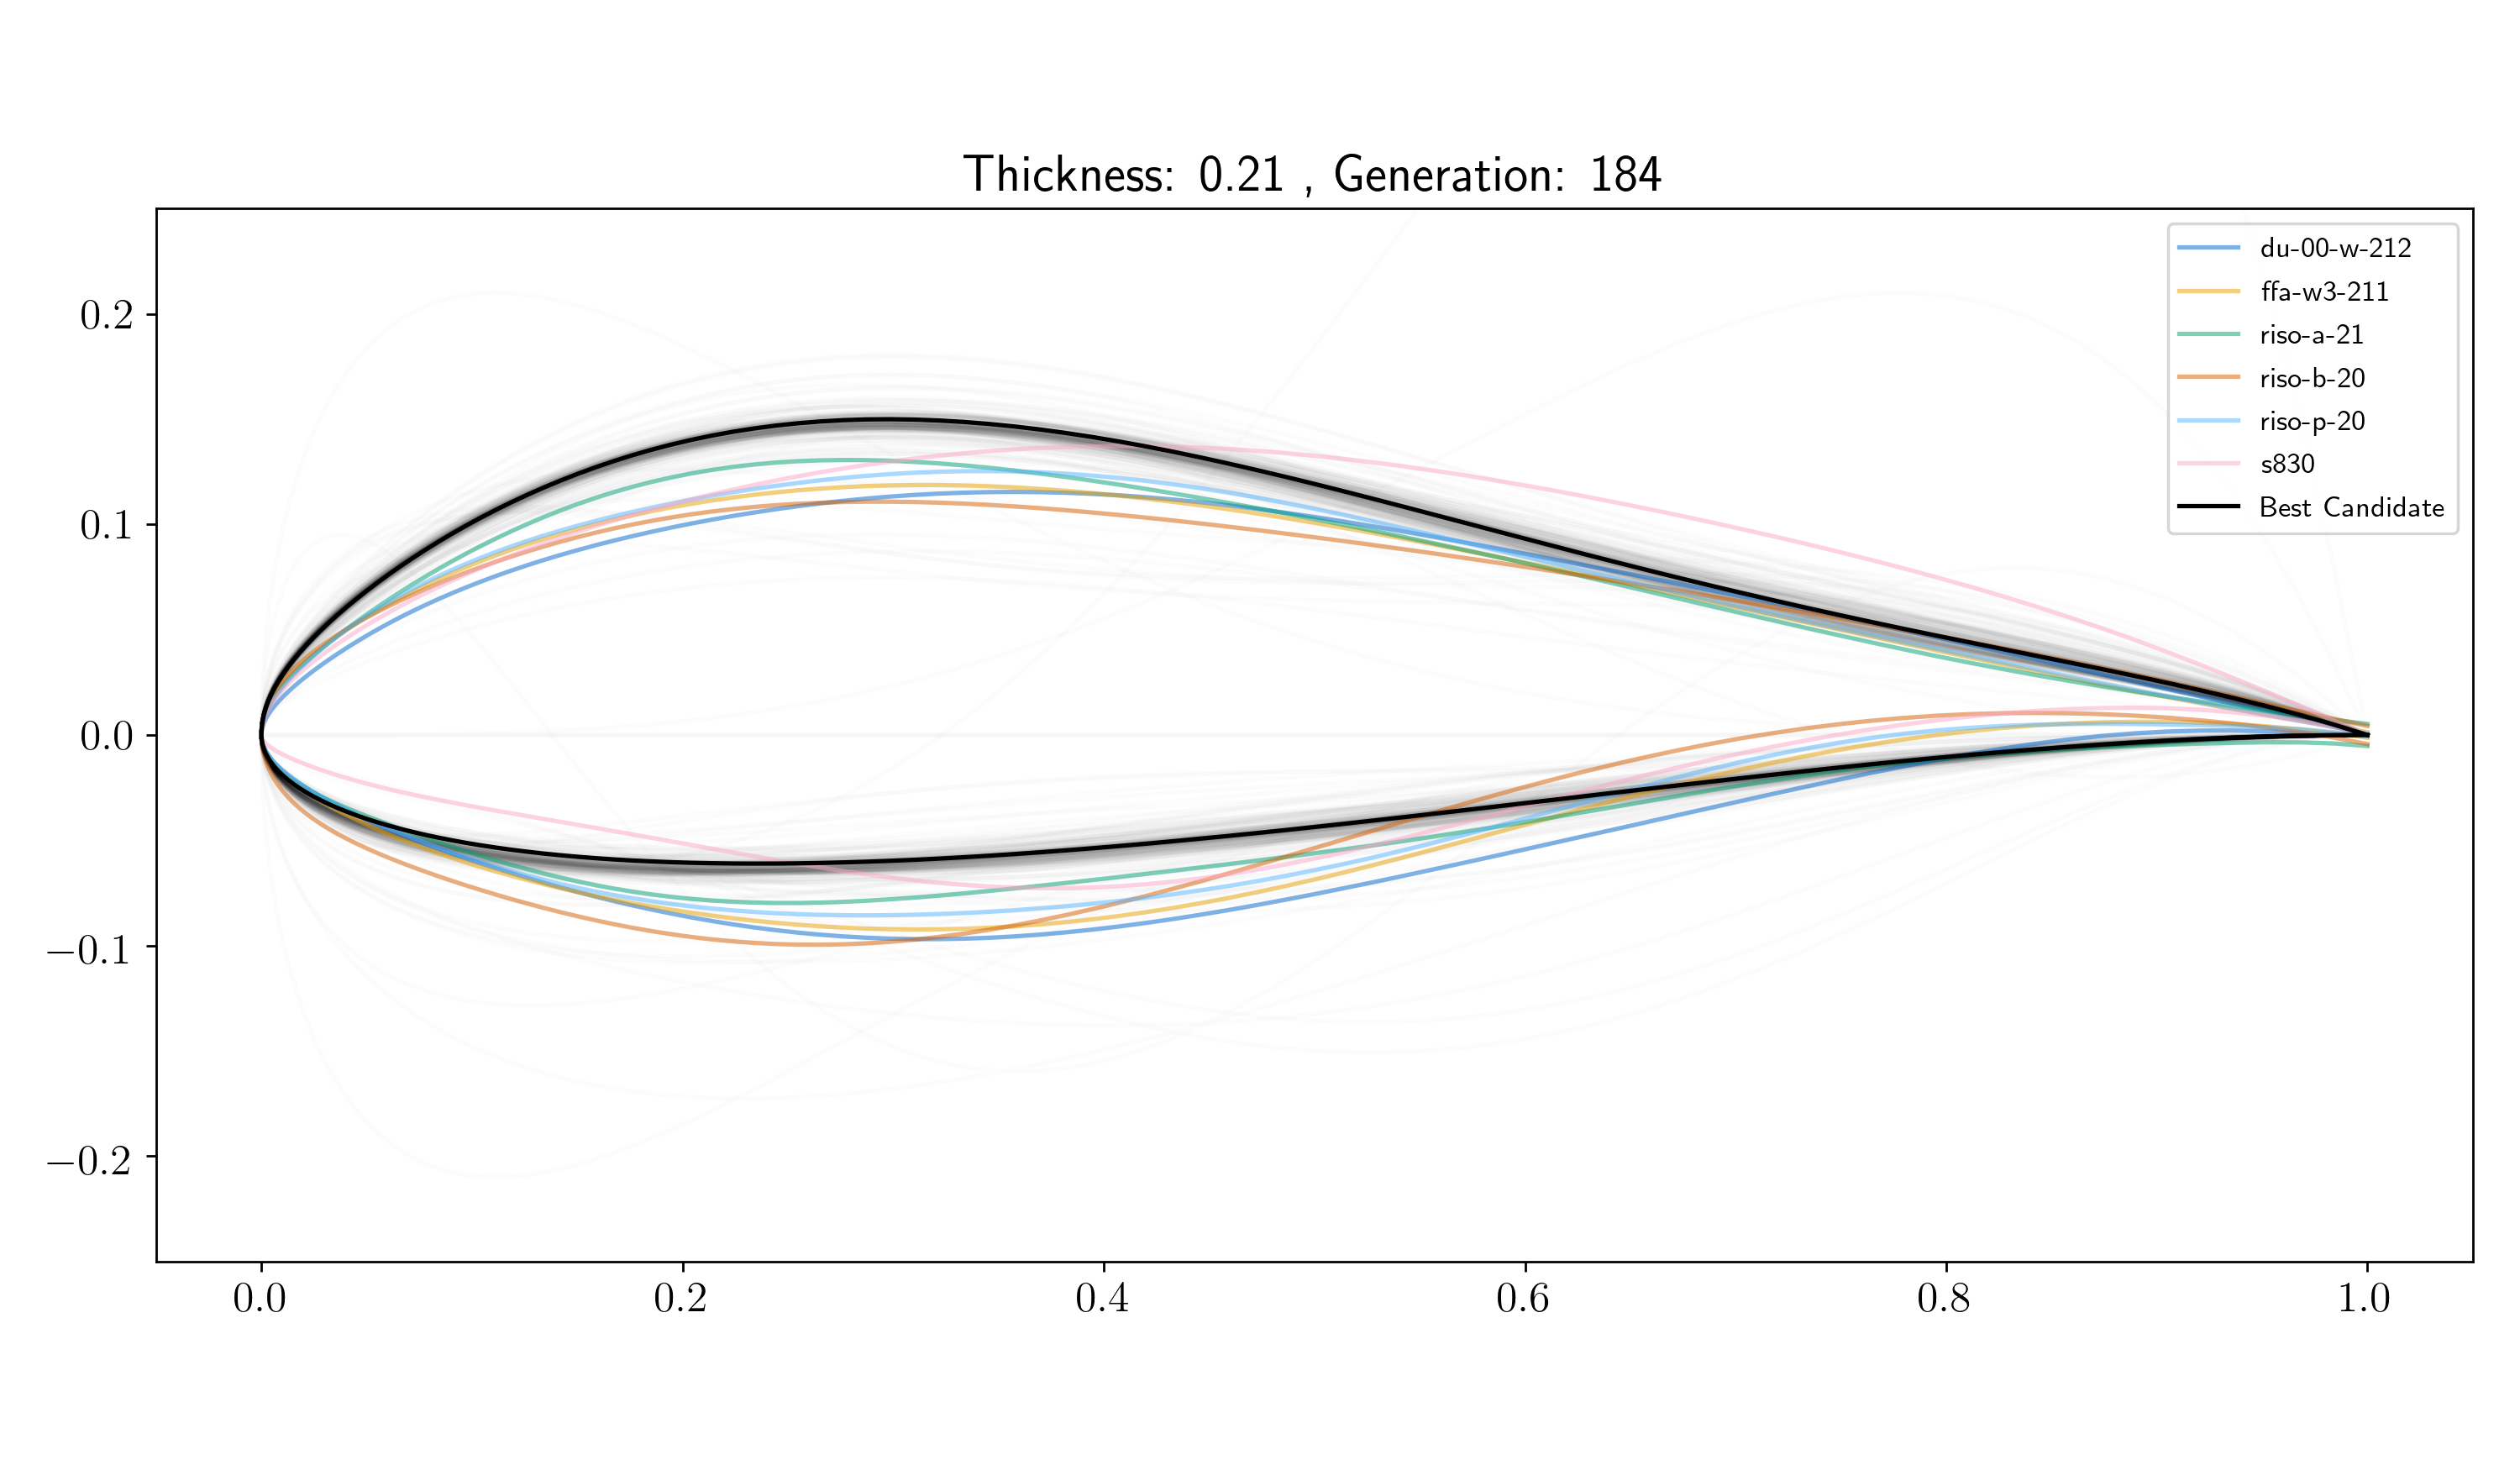 Thickness: 0.21 , Generation: 184
du-00-w-212
ffa-w3-211
riso-a-21
riso-b-20
riso-p-20
s830
Best Candidate
0.2
0.1
0.0
−0.1
−0.2
0.0 0.2 0.4 0.6 0.8 1.0